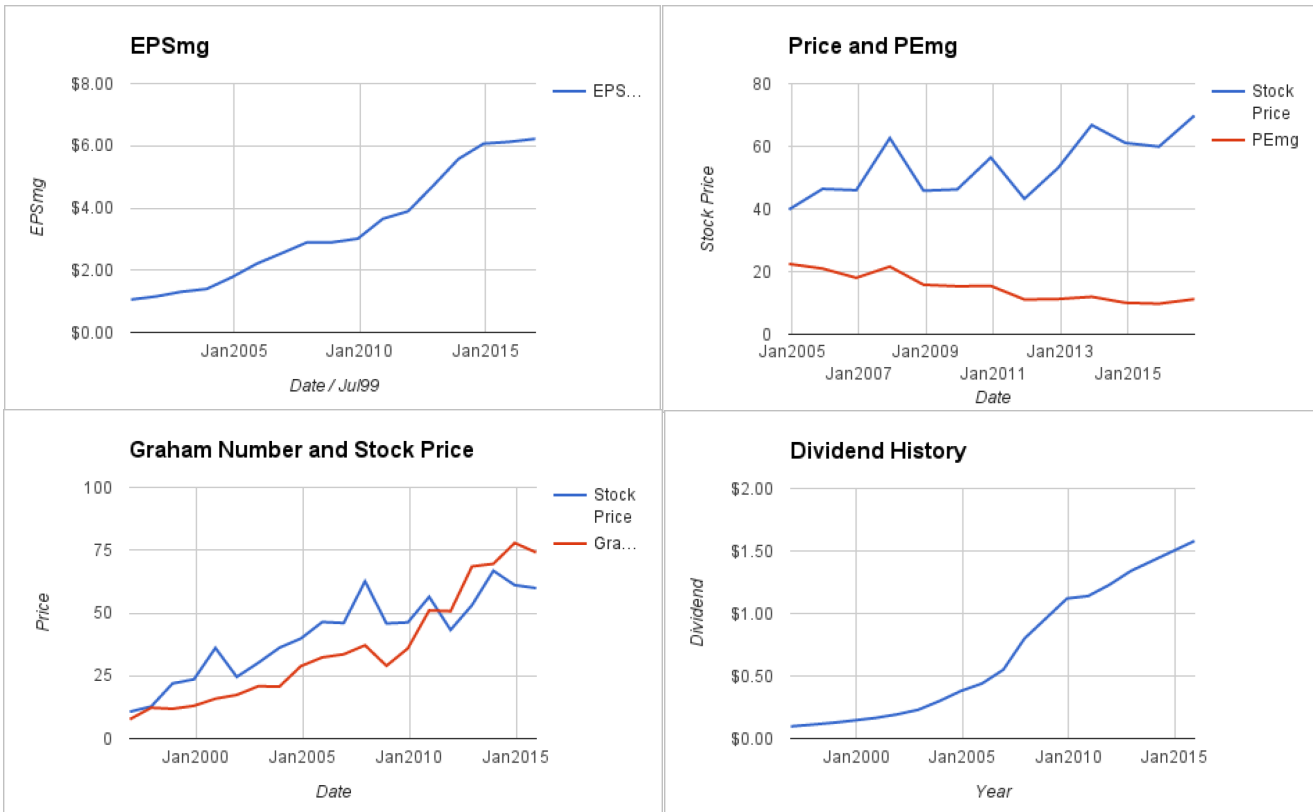 EPSmg
$8.00
$6.00
$4.00
$2.00
$0.00
EPSmg
Jan2005
Jan2010
Jan2015
Date / Jul99
EPS...
Price and PEmg
80
60
40
20
0
Stock Price
Jan2005
Jan2009
Jan2013
Jan2007
Jan2011
Jan2015
Date
Stock
Price
PEmg
Graham Number and Stock Price
100
75
50
25
0
Price
Jan2000
Jan2005
Jan2010
Jan2015
Date
Stock
Price
Gra...
Dividend History
$2.00
$1.50
$1.00
$0.50
$0.00
Dividend
Jan2000
Jan2005
Jan2010
Jan2015
Year